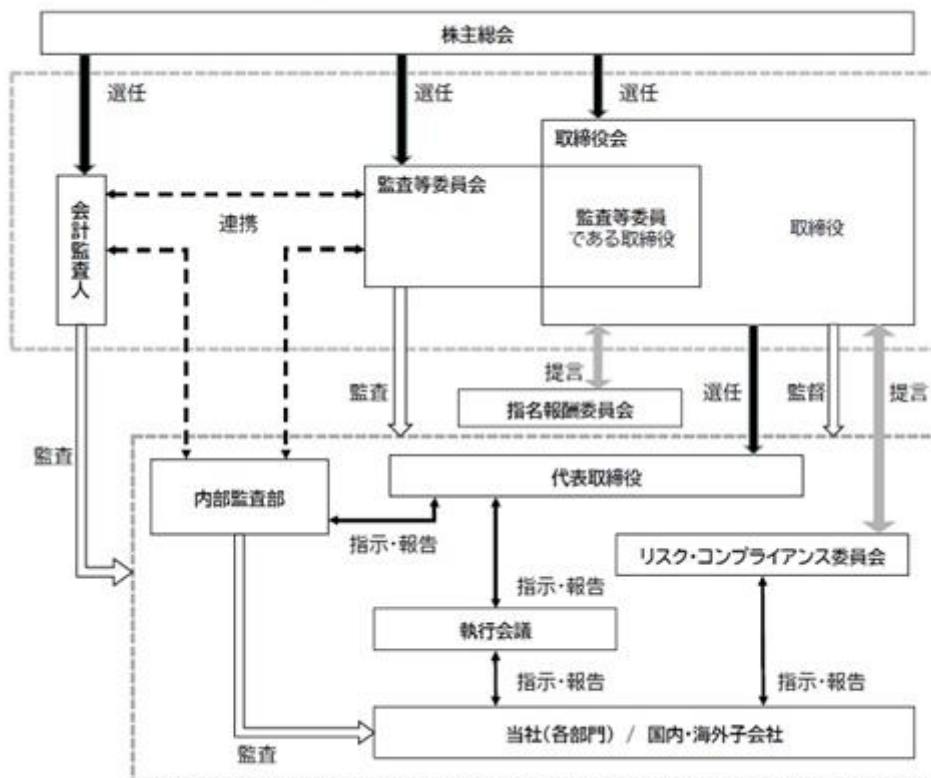 株主総会
選任
選任
選任
取締役会
会計監査人
監査等委員会
連携
監査等委員
である取締役
取締役
監査
提言
選任
監督
提言
指名報酬委員会
監査
代表取締役
内部監査部
指示・報告
リスク・コンプライアンス委員会
指示・報告
執行会議
指示・報告
指示・報告
当社(各部門) / 国内・海外子会社
監査